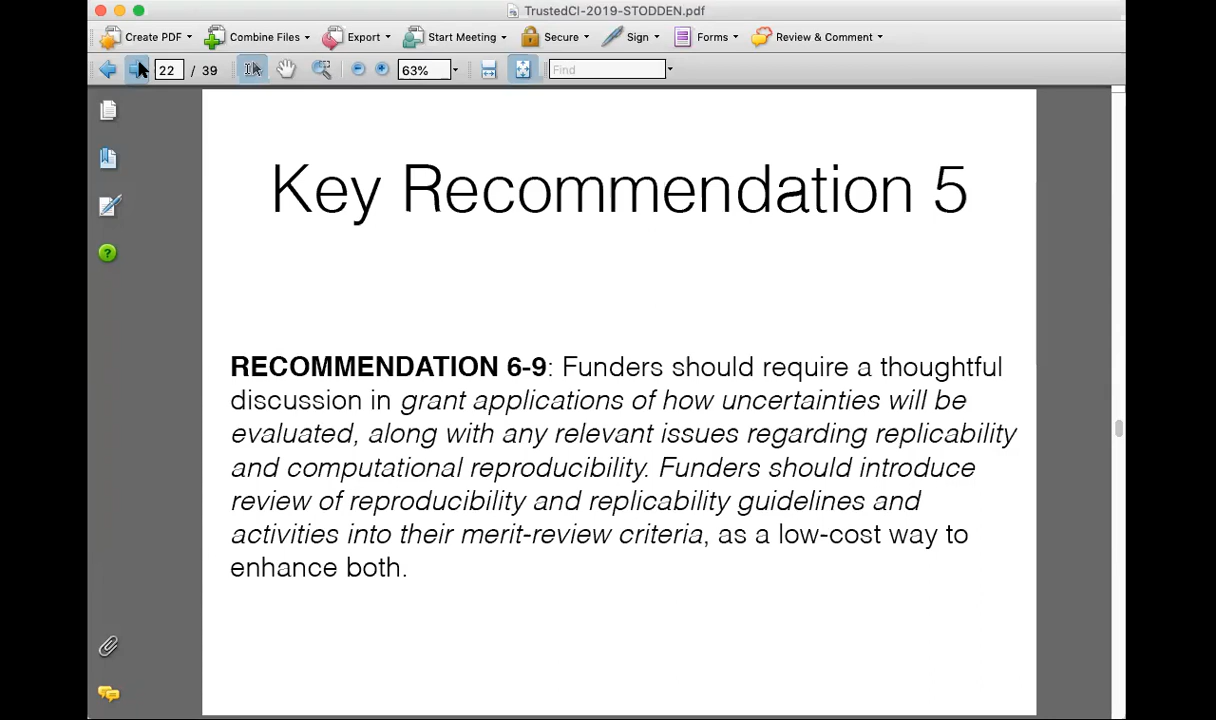 TrustedCI-2019-STODDEN.pdf
Create PDF Combine Files Export Start Meeting Secure Sign Forms Review & Comment
22 / 39 63% Find
Key Recommendation 5
RECOMMENDATION 6-9: Funders should require a thoughtful
discussion in grant applications of how uncertainties will be
evaluated, along with any relevant issues regarding replicability
and computational reproducibility. Funders should introduce
review of reproducibility and replicability guidelines and
activities into their merit-review criteria, as a low-cost way to
enhance both.